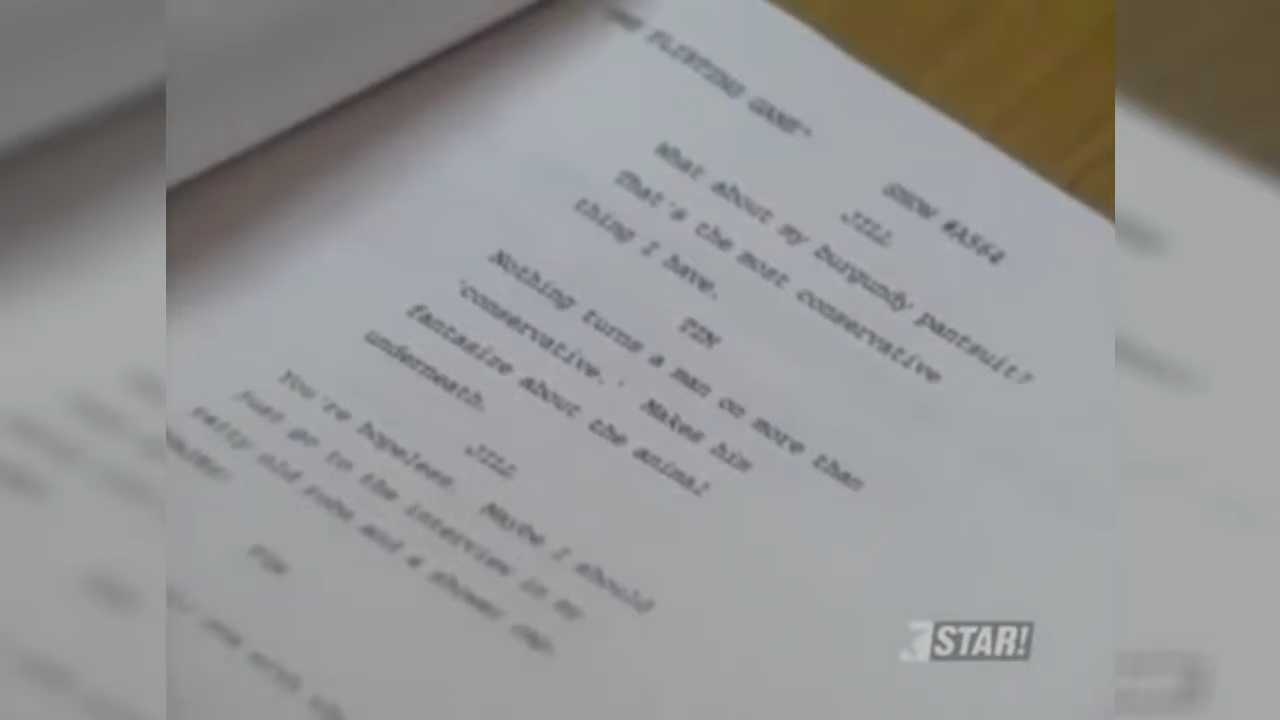 FLIRTING GAME"
SHOW #A564
JILL
What about my burgundy pantsuit?
That's the most conservative
thing I have.
TIM
Nothing turns a man on more than
'conservative.' Makes him
fantasize about the animal
underneath.
JILL
You're hopeless. Maybe I should
just go to the interview in my
ratty old robe and a shower cap.
TIM
STAR!